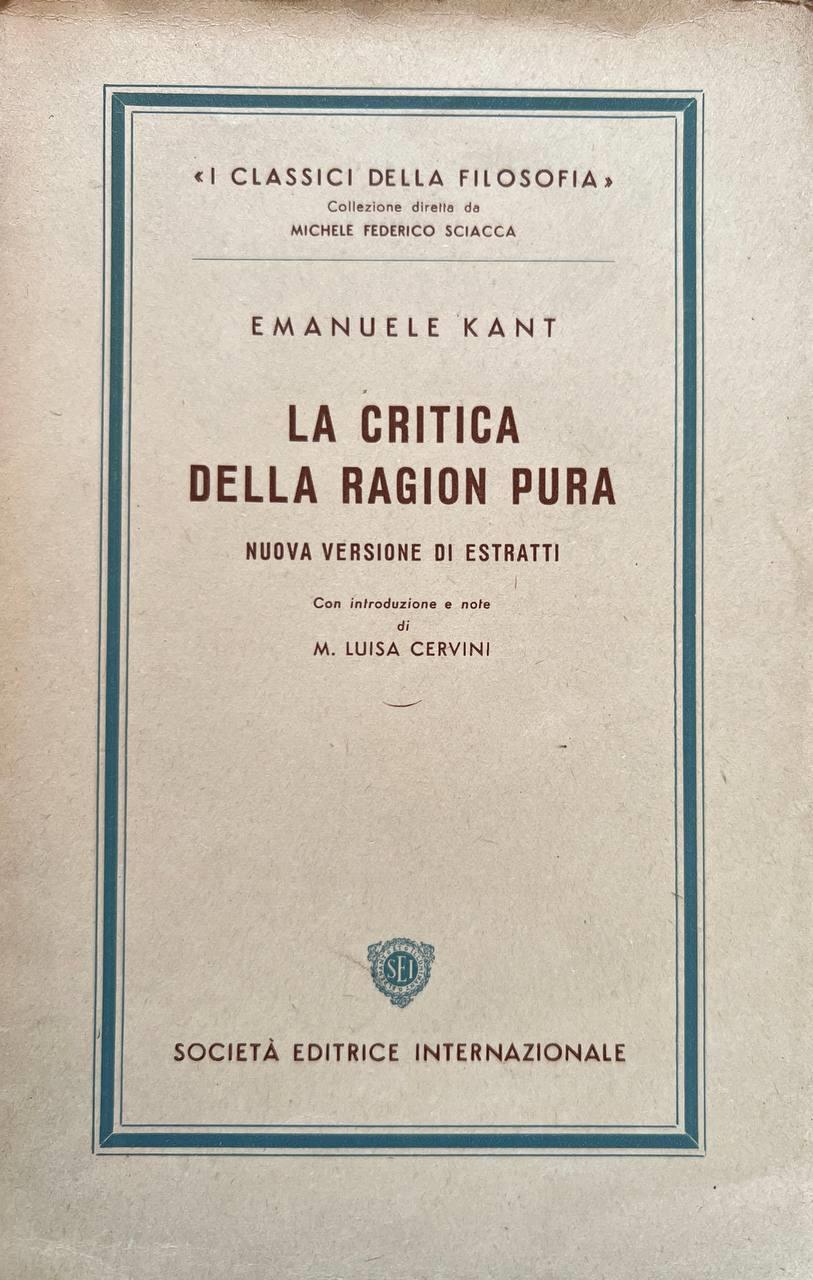 «I CLASSICI DELLA FILOSOFIA»
Collezione diretta da
MICHELE FEDERICO SCIACCA
EMANUELE KANT
LA CRITICA
DELLA RAGION PURA
NUOVA VERSIONE DI ESTRATTI
Con introduzione e note
di
M. LUISA CERVINI
SEI
SOCIETÀ EDITRICE INTERNAZIONALE